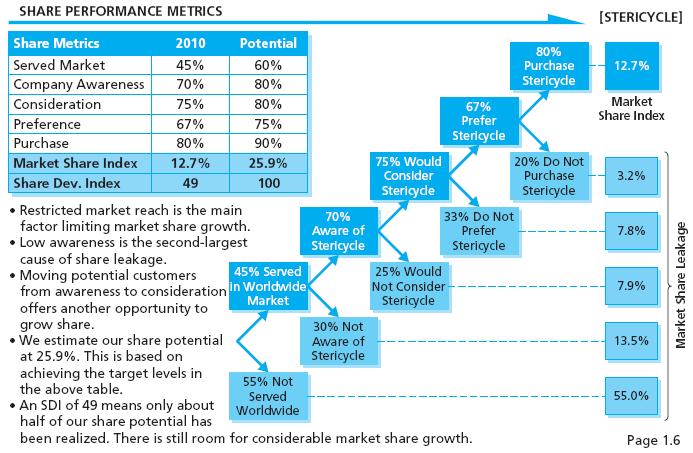 SHARE PERFORMANCE METRICS
[STERICYCLE]
Share Metrics 2010 Potential
Served Market 45% 60%
Company Awareness 70% 80%
Consideration 75% 80%
Preference 67% 75%
Purchase 80% 90%
Market Share Index 12.7% 25.9%
Share Dev. Index 49 100
80%
Purchase
Stericycle
12.7%
Market
Share Index
67%
Prefer
Stericycle
20% Do Not
Purchase
Stericycle
3.2%
75% Would
Consider
Stericycle
33% Do Not
Prefer
Stericycle
7.8%
70%
Aware of
Stericycle
25% Would
Not Consider
Stericycle
7.9%
45% Served
in Worldwide
Market
30% Not
Aware of
Stericycle
13.5%
55% Not
Served
Worldwide
55.0%
Market Share Leakage
• Restricted market reach is the main
factor limiting market share growth.
• Low awareness is the second-largest
cause of share leakage.
• Moving potential customers
from awareness to consideration
offers another opportunity to
grow share.
• We estimate our share potential
at 25.9%. This is based on
achieving the target levels in
the above table.
• An SDI of 49 means only about
half of our share potential has
been realized. There is still room for considerable market share growth.
Page 1.6